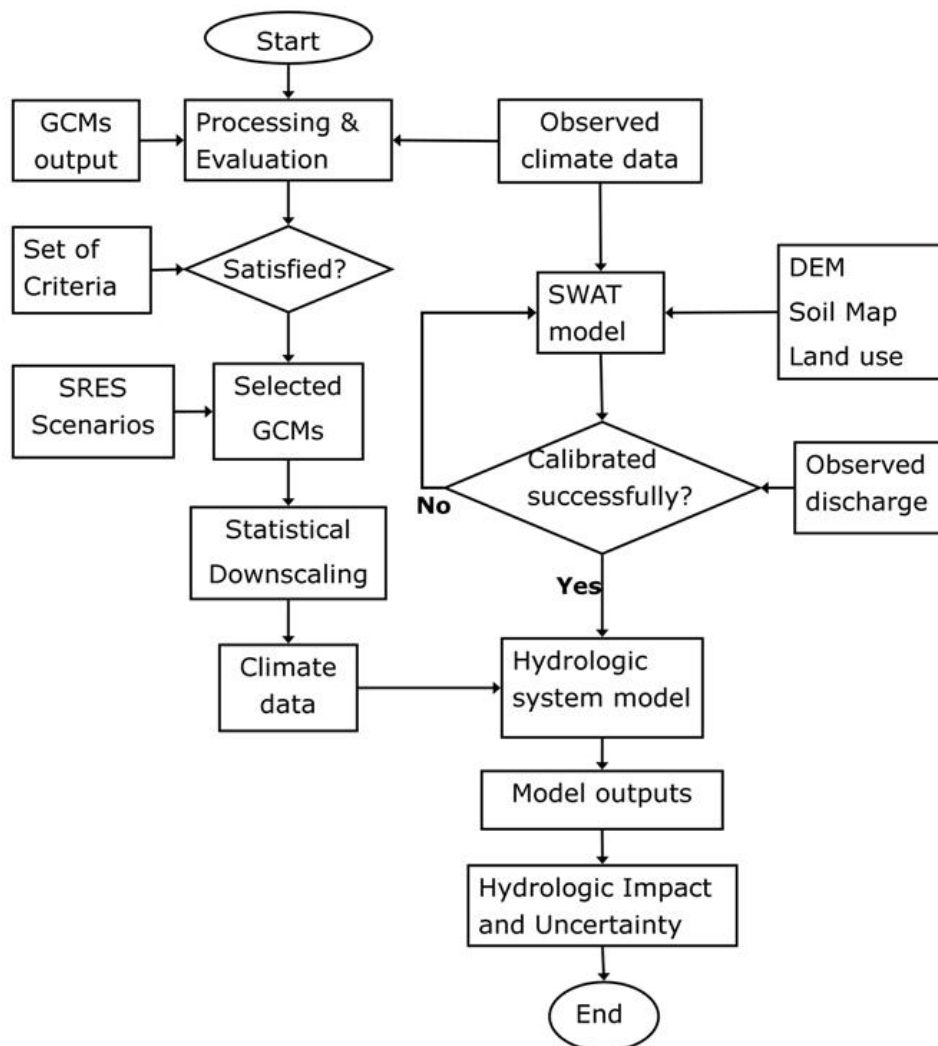 Start
GCMs
output
Processing &
Evaluation
Observed
climate data
Set of
Criteria
Satisfied?
SWAT
model
DEM
Soil Map
Land use
SRES
Scenarios
Selected
GCMs
Calibrated
successfully?
No
Observed
discharge
Statistical
Downscaling
Yes
Climate
data
Hydrologic
system model
Model outputs
Hydrologic Impact
and Uncertainty
End